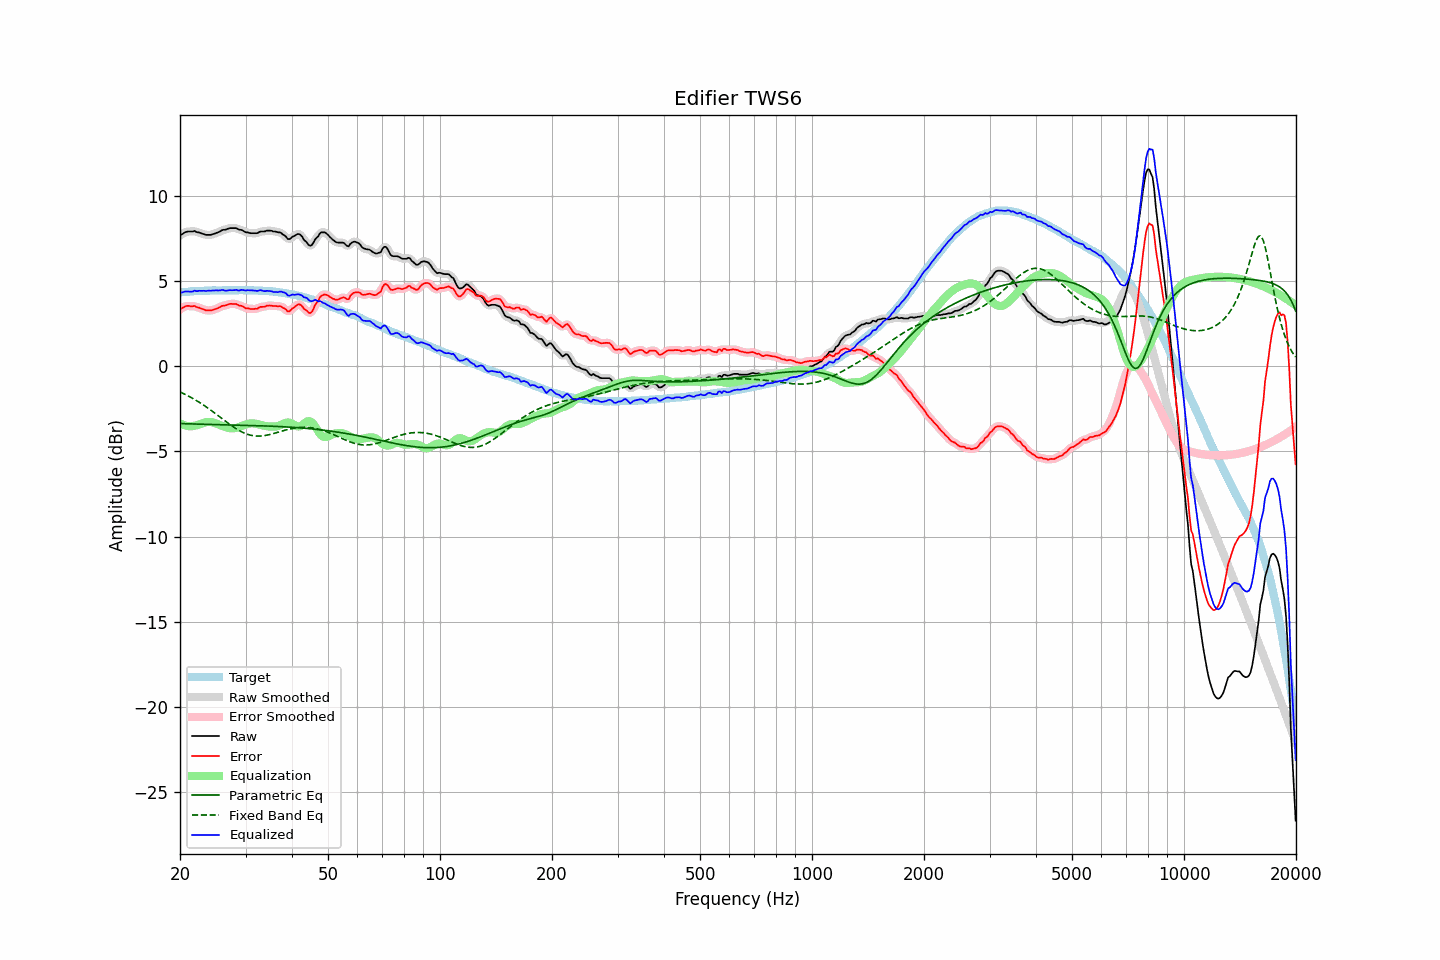 Edifier TWS6
Amplitude (dBr)
10
5
0
−5
−10
−15
−20
−25
Target
Raw Smoothed
Error Smoothed
Raw
Error
Equalization
Parametric Eq
Fixed Band Eq
Equalized
20 50 100 200 500 1000 2000 5000 10000 20000
Frequency (Hz)